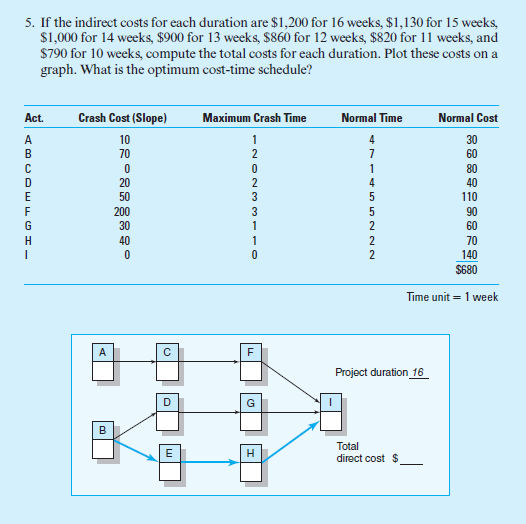 5. If the indirect costs for each duration are $1,200 for 16 weeks, $1,130 for 15 weeks,
$1,000 for 14 weeks, $900 for 13 weeks, $860 for 12 weeks, $820 for 11 weeks, and
$790 for 10 weeks, compute the total costs for each duration. Plot these costs on a
graph. What is the optimum cost-time schedule?
Act. Crash Cost (Slope) Maximum Crash Time Normal Time Normal Cost
A 10 1 4 30
B 70 2 7 60
C 0 0 1 80
D 20 2 4 40
E 50 3 5 110
F 200 3 5 90
G 30 1 2 60
H 40 1 2 70
I 0 0 2 140
$680
Time unit = 1 week
A C F
Project duration 16
D G I
B
E H
Total
direct cost $